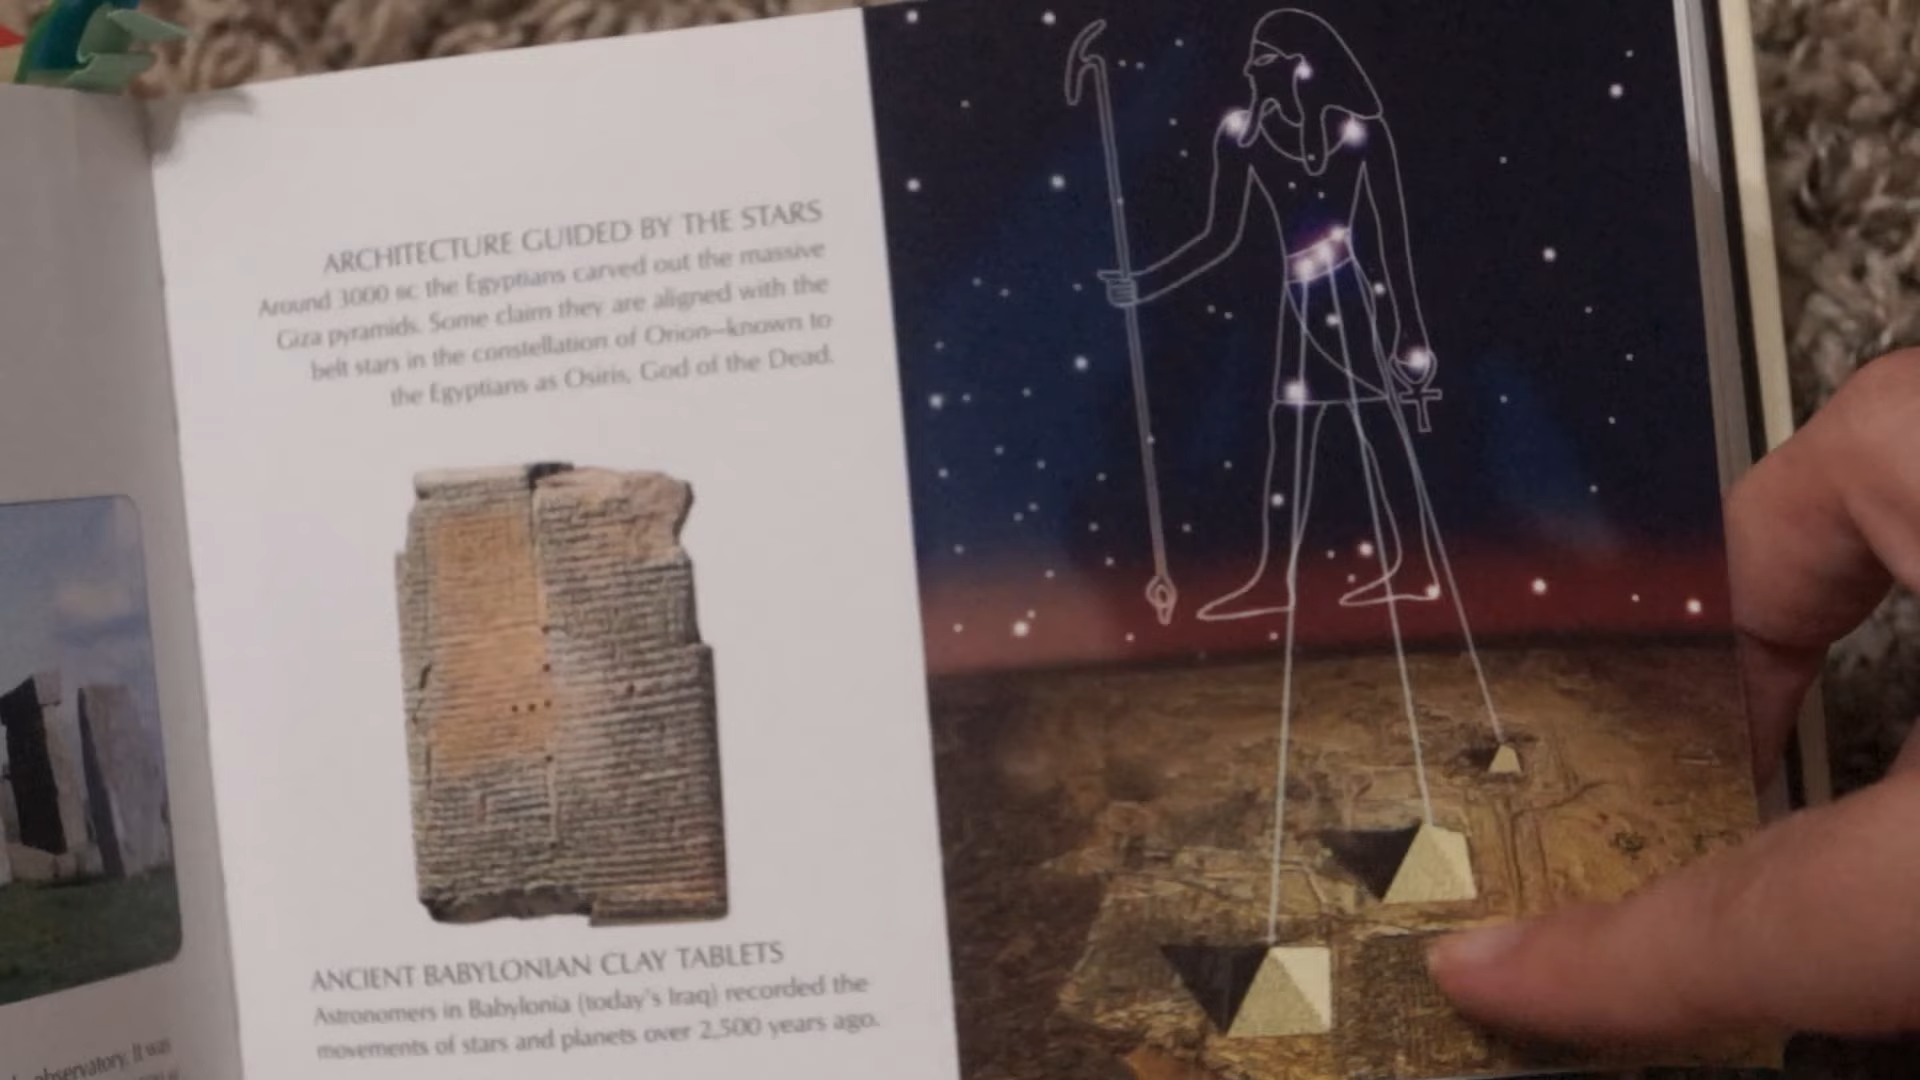 observatory. It was
ARCHITECTURE GUIDED BY THE STARS
Around 3000 BC the Egyptians carved out the massive
Giza pyramids. Some claim they are aligned with the
belt stars in the constellation of Orion—known to
the Egyptians as Osiris, God of the Dead.
ANCIENT BABYLONIAN CLAY TABLETS
Astronomers in Babylonia (today's Iraq) recorded the
movements of stars and planets over 2,500 years ago.